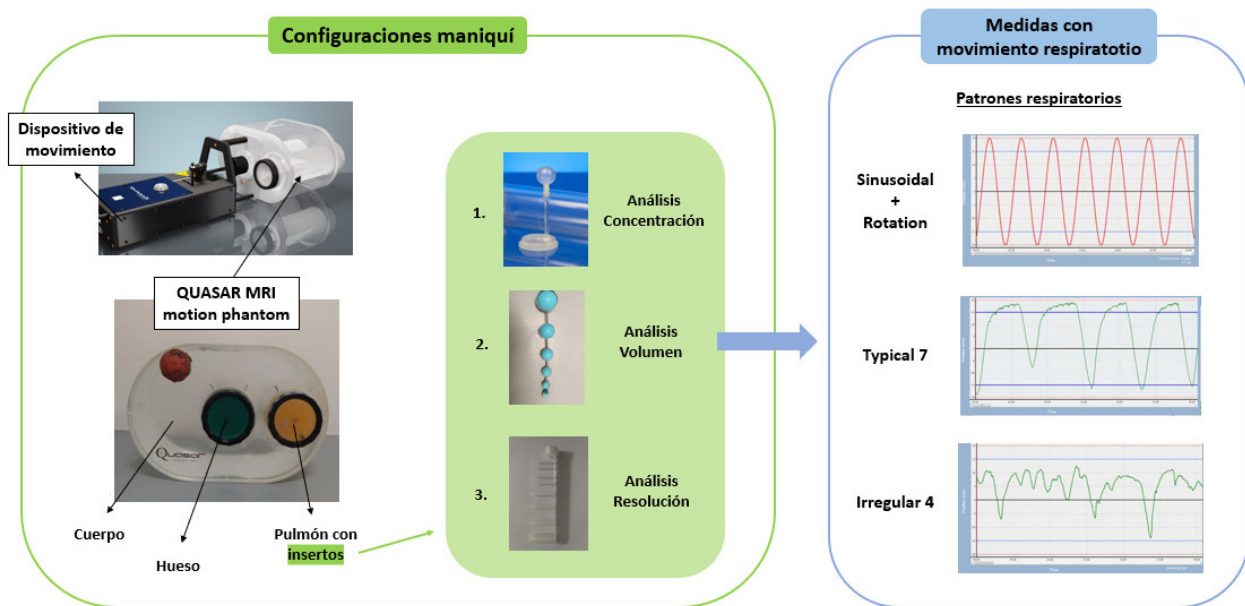 Configuraciones maniquí
Dispositivo de
movimiento
QUASAR MRI
motion phantom
Quasar
Cuerpo
Hueso
Pulmón con
insertos
1.
Análisis
Concentración
2.
Análisis
Volumen
3.
Análisis
Resolución
Medidas con
movimiento respiratotio
Patrones respiratorios
Sinusoidal
+
Rotation
Typical 7
Irregular 4